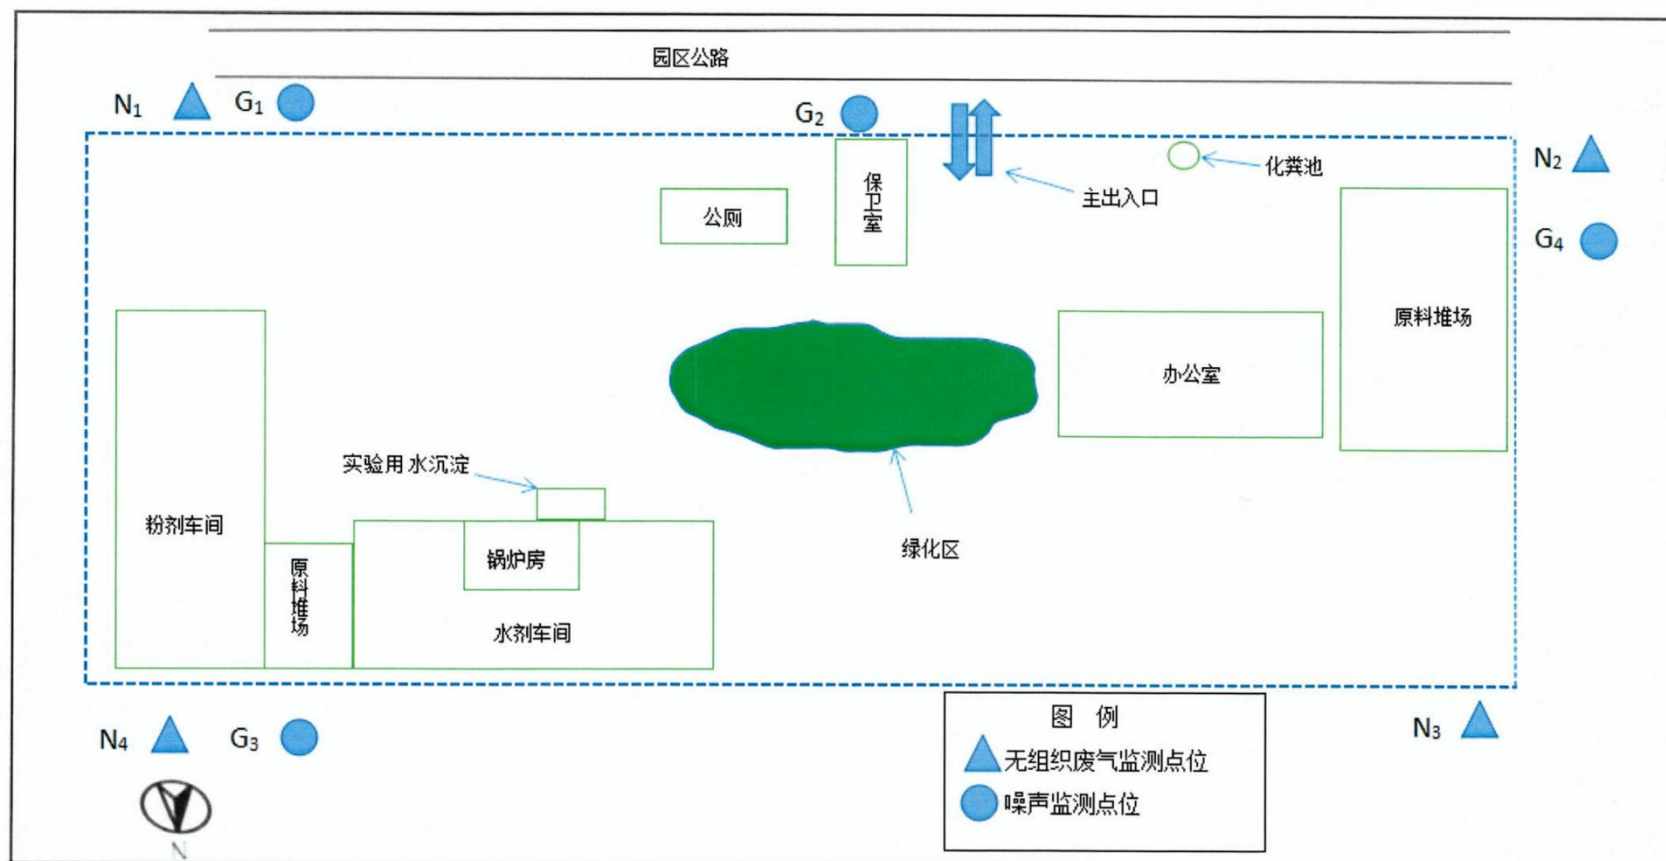 园区公路
N₁
G₁
G₂
N₂
化粪池
主出入口
保卫室
公厕
G₄
原料堆场
办公室
实验用水沉淀
粉剂车间
绿化区
锅炉房
原料堆场
水剂车间
N₄
G₃
N₃
图 例
无组织废气监测点位
噪声监测点位
N